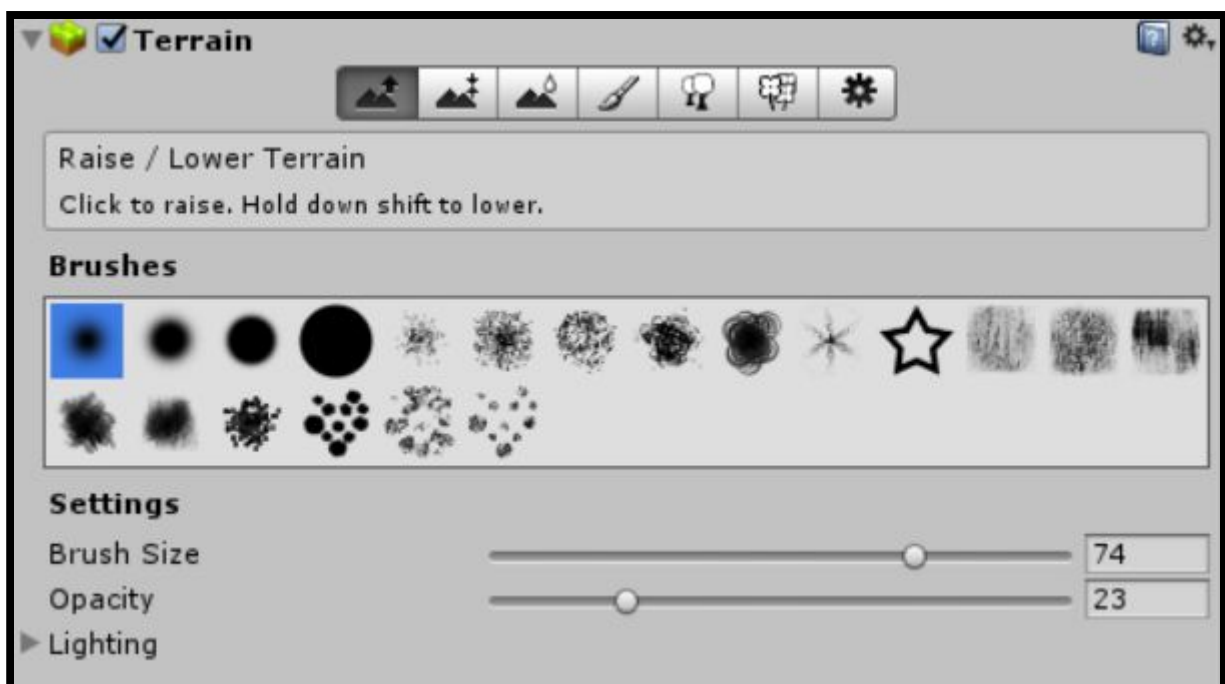 Terrain
Raise / Lower Terrain
Click to raise. Hold down shift to lower.
Brushes
Settings
Brush Size 74
Opacity 23
Lighting